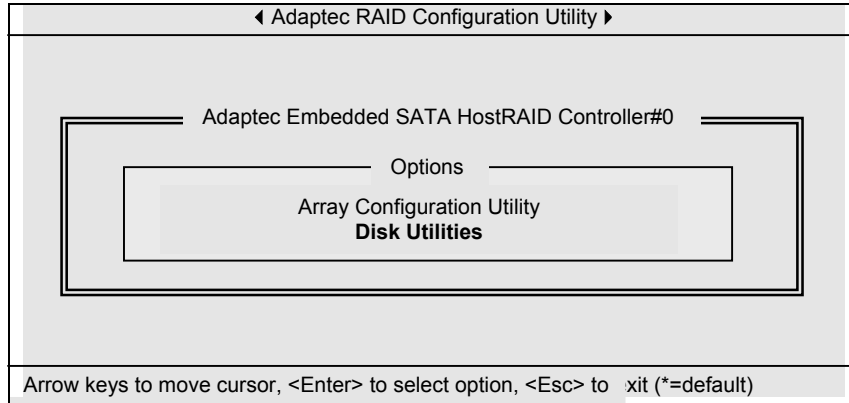 Adaptec RAID Configuration Utility
Adaptec Embedded SATA HostRAID Controller#0
Options
Array Configuration Utility
Disk Utilities
Arrow keys to move cursor, <Enter> to select option, <Esc> to xit (*=default)